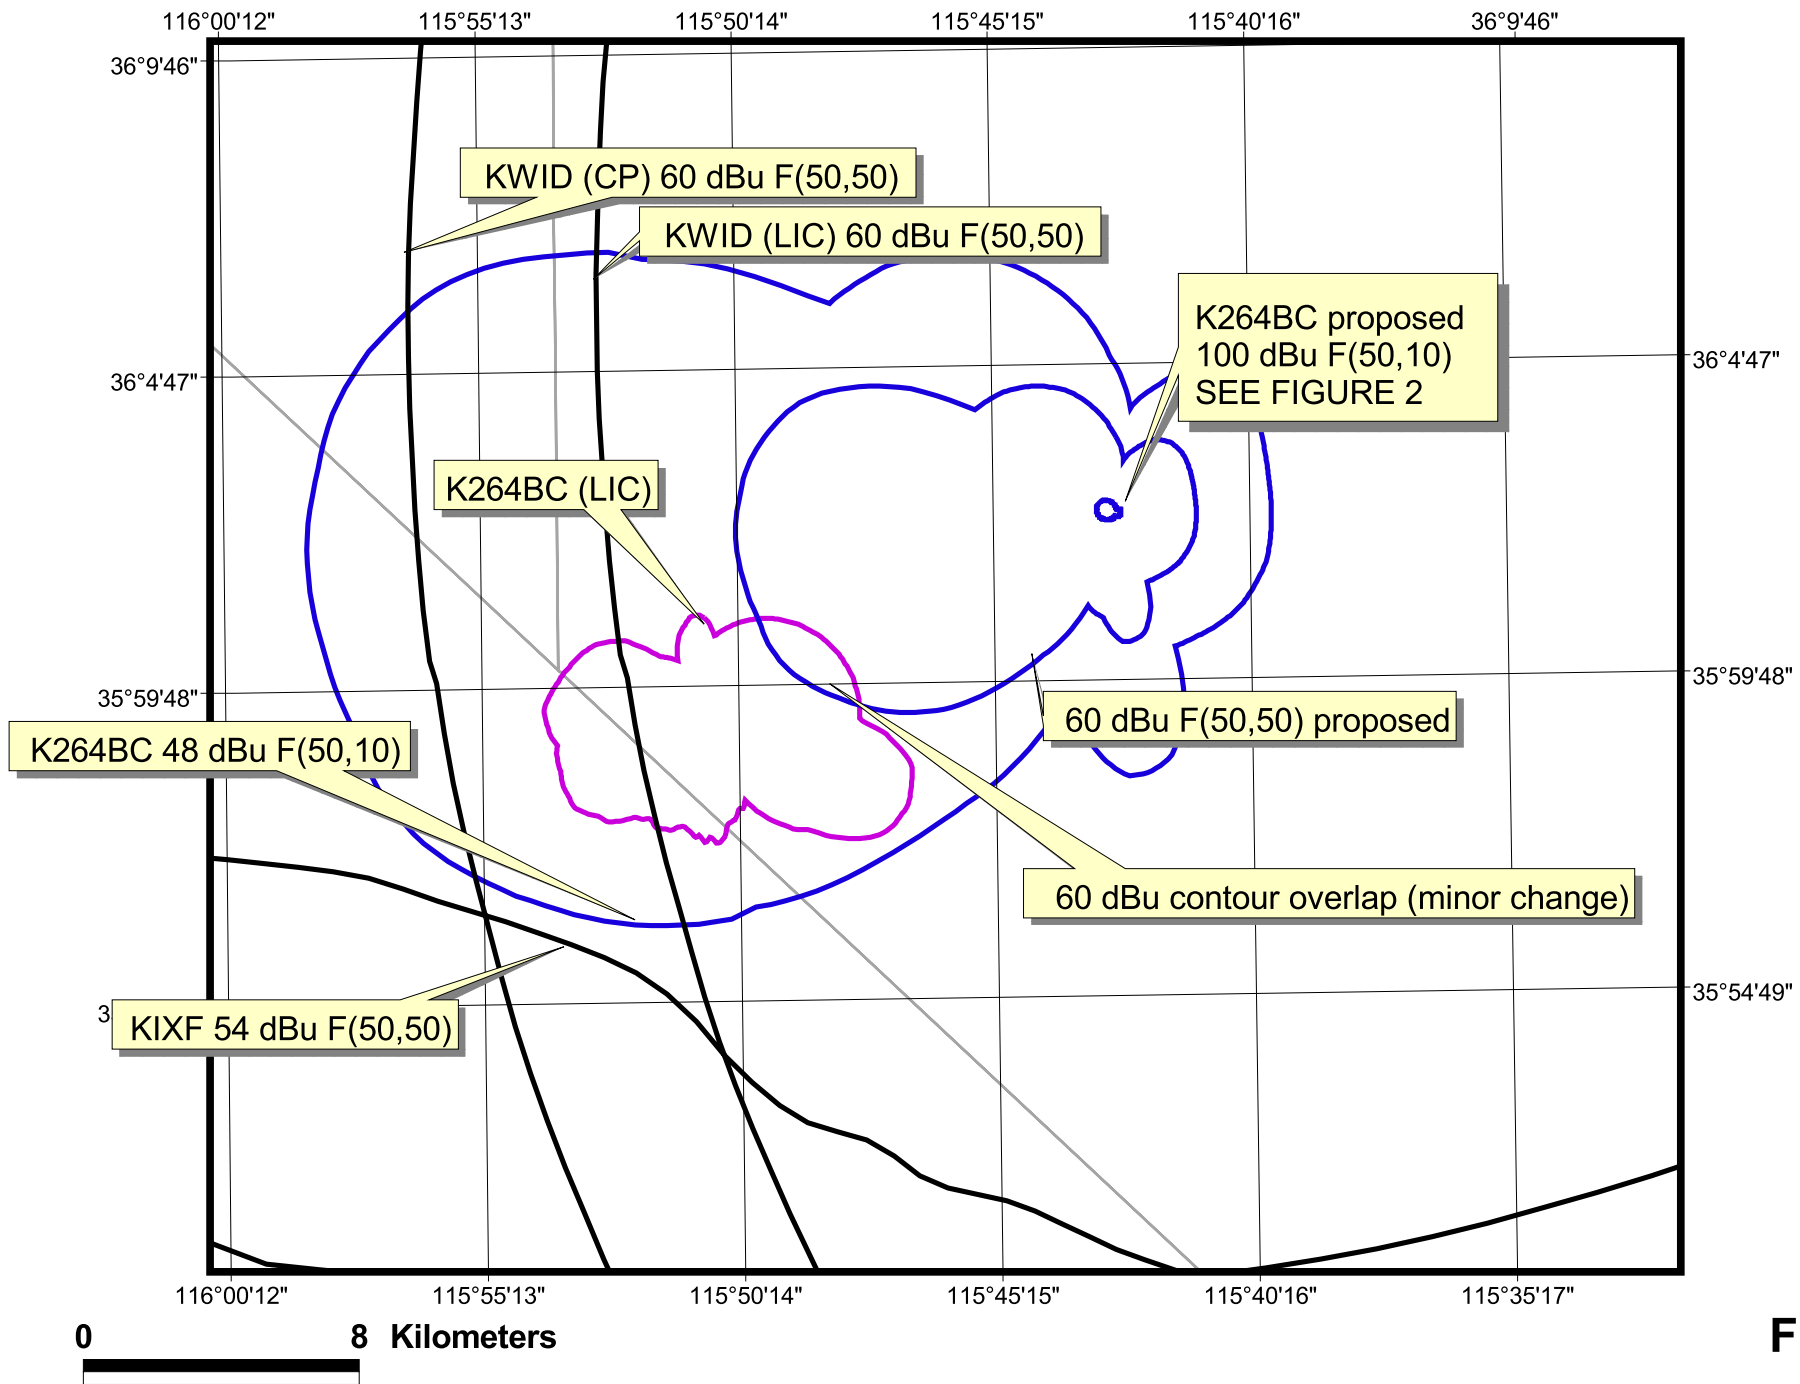 116°00'12" 115°55'13" 115°50'14" 115°45'15" 115°40'16" 36°9'46"
36°9'46"
KWID (CP) 60 dBu F(50,50)
KWID (LIC) 60 dBu F(50,50)
K264BC proposed
100 dBu F(50,10)
SEE FIGURE 2
36°4'47" 36°4'47"
K264BC (LIC)
35°59'48" 35°59'48"
60 dBu F(50,50) proposed
K264BC 48 dBu F(50,10)
60 dBu contour overlap (minor change)
35°54'49"
3
KIXF 54 dBu F(50,50)
116°00'12" 115°55'13" 115°50'14" 115°45'15" 115°40'16" 115°35'17"
0 8 Kilometers
F